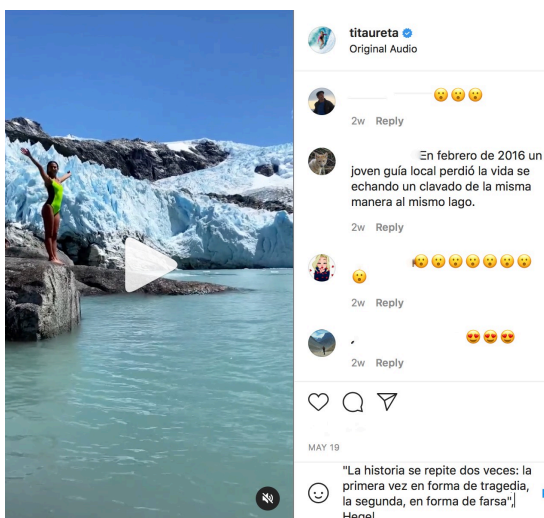 titaureta
Original Audio
2w Reply
En febrero de 2016 un
joven guía local perdió la vida se
echando un clavado de la misma
manera al mismo lago.
2w Reply
2w Reply
2w Reply
MAY 19
"La historia se repite dos veces: la
primera vez en forma de tragedia,
la segunda, en forma de farsa",
Hegel